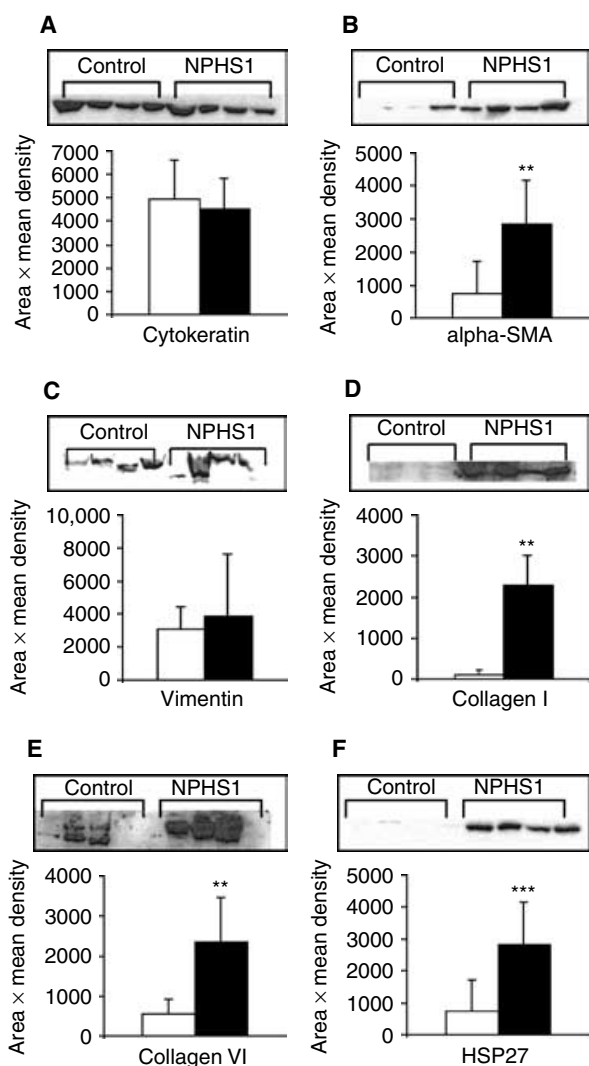 A
Control NPHS1
Area × mean density
7000
6000
5000
4000
3000
2000
1000
0
Cytokeratin
B
Control NPHS1
Area × mean density
5000
4000
3000
2000
1000
0
**
alpha-SMA
C
Control NPHS1
Area × mean density
10,000
8000
6000
4000
2000
0
Vimentin
D
Control NPHS1
Area × mean density
4000
3000
2000
1000
0
**
Collagen I
E
Control NPHS1
Area × mean density
4000
3000
2000
1000
0
**
Collagen VI
F
Control NPHS1
Area × mean density
5000
4000
3000
2000
1000
0
***
HSP27